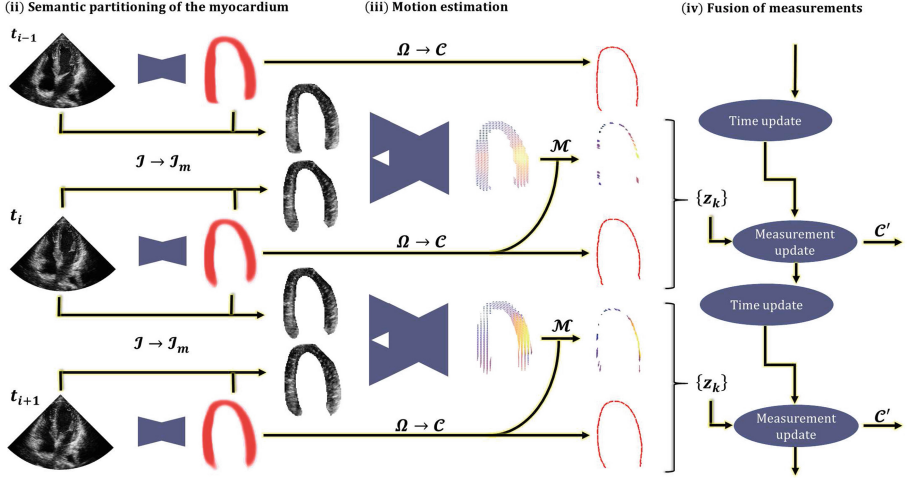 (ii) Semantic partitioning of the myocardium
(iii) Motion estimation
(iv) Fusion of measurements
t_{i-1}
Ω → C
Time update
ℐ → ℐ_m
ℳ
{z_k}
t_i
Ω → C
Measurement
update
C′
Time update
ℐ → ℐ_m
ℳ
{z_k}
t_{i+1}
Ω → C
Measurement
update
C′